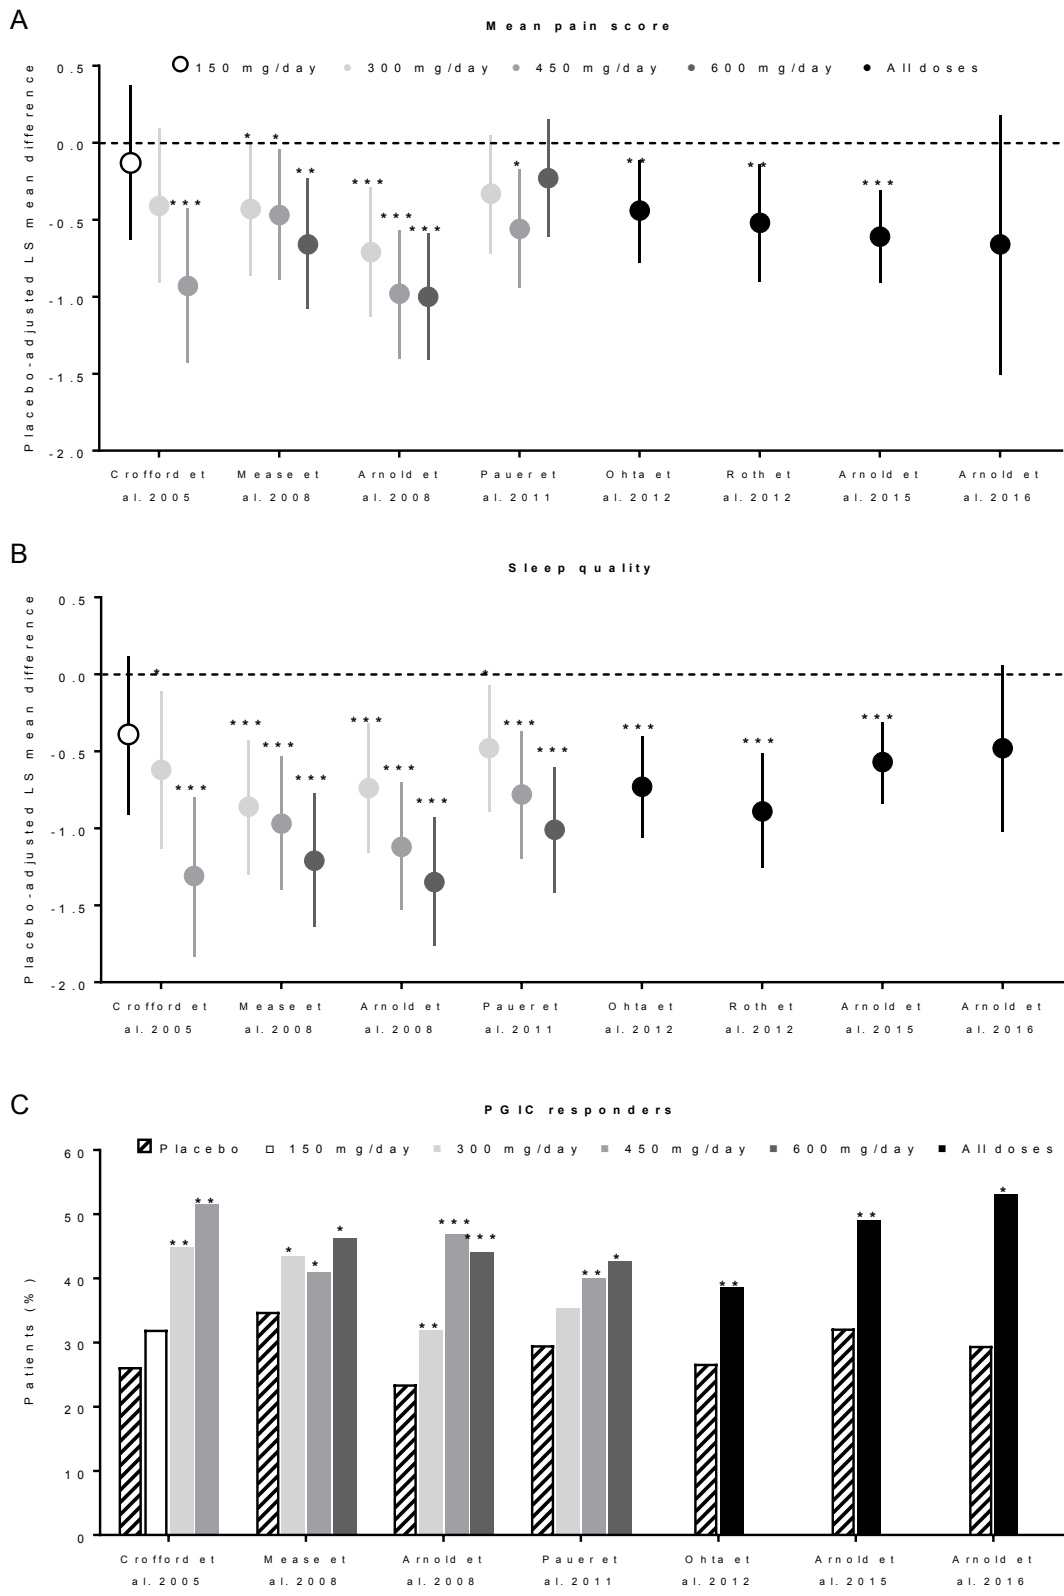 A
Mean pain score
150 mg/day 300 mg/day 450 mg/day 600 mg/day All doses
Placebo-adjusted LS mean difference
0.5
0.0
-0.5
-1.0
-1.5
-2.0
* * * * * * * * * * * * * * * * * * * * * * * * *
Crofford et Mease et Arnold et Pauer et Ohta et Roth et Arnold et Arnold et
al. 2005 al. 2008 al. 2008 al. 2011 al. 2012 al. 2012 al. 2015 al. 2016
B
Sleep quality
Placebo-adjusted LS mean difference
0.5
0.0
-0.5
-1.0
-1.5
-2.0
* *** *** *** *** *** *** *** * *** *** *** *** ***
Crofford et Mease et Arnold et Pauer et Ohta et Roth et Arnold et Arnold et
al. 2005 al. 2008 al. 2008 al. 2011 al. 2012 al. 2012 al. 2015 al. 2016
C
PGIC responders
Placebo 150 mg/day 300 mg/day 450 mg/day 600 mg/day All doses
Patients (%)
60
50
40
30
20
10
0
** ** * * * ** *** *** ** * ** ** *
Crofford et Mease et Arnold et Pauer et Ohta et Arnold et Arnold et
al. 2005 al. 2008 al. 2008 al. 2011 al. 2012 al. 2015 al. 2016